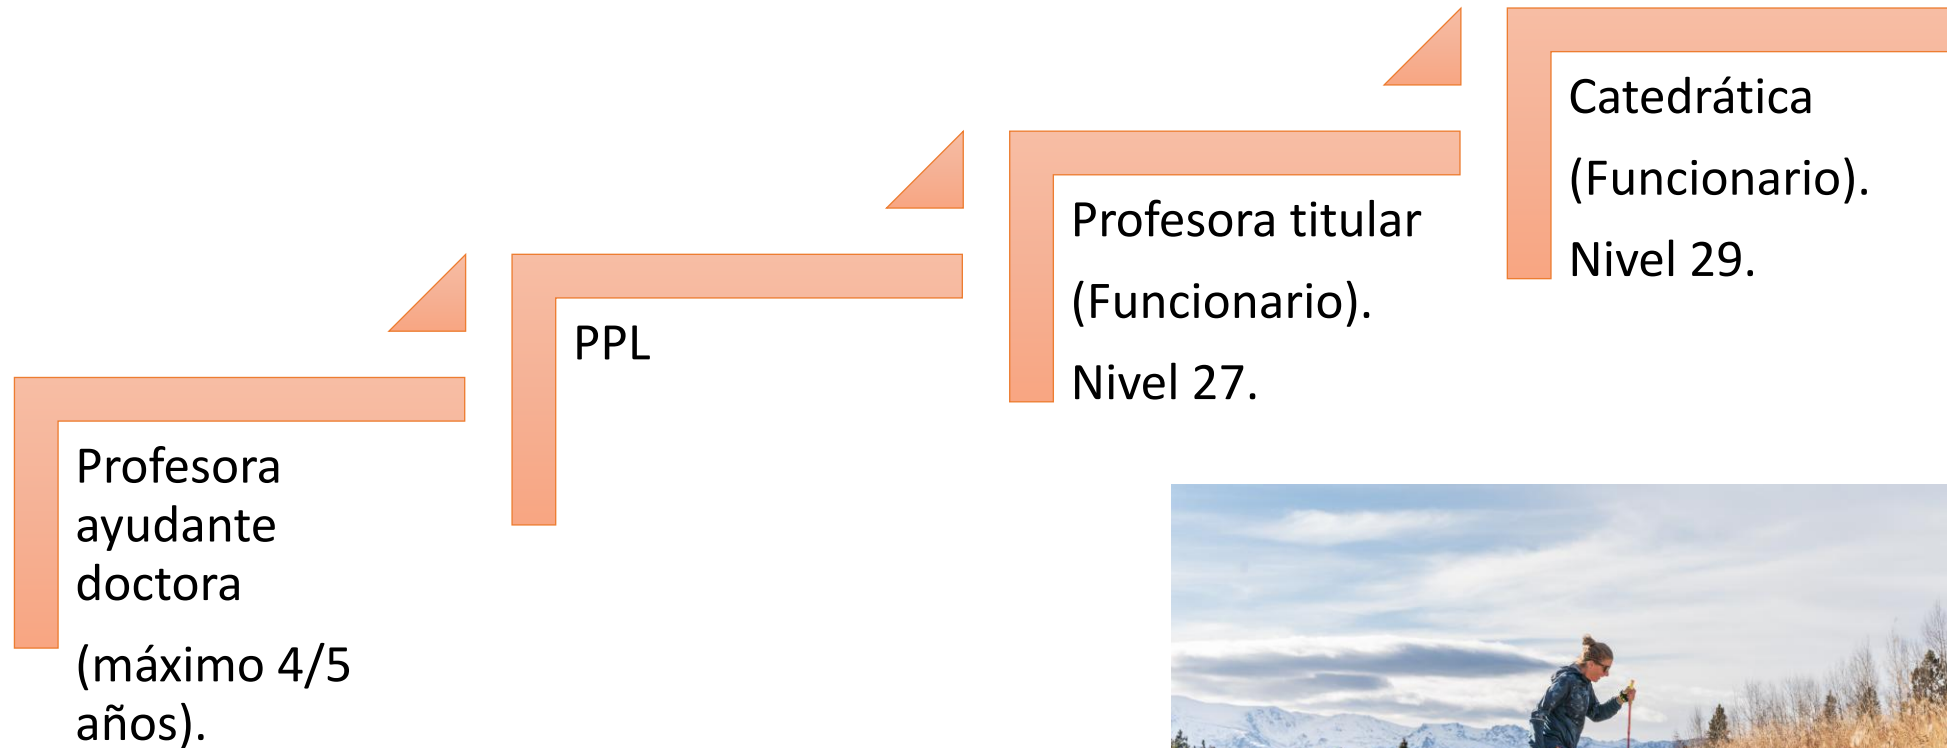 Profesora
ayudante
doctora
(máximo 4/5
años).
PPL
Profesora titular
(Funcionario).
Nivel 27.
Catedrática
(Funcionario).
Nivel 29.